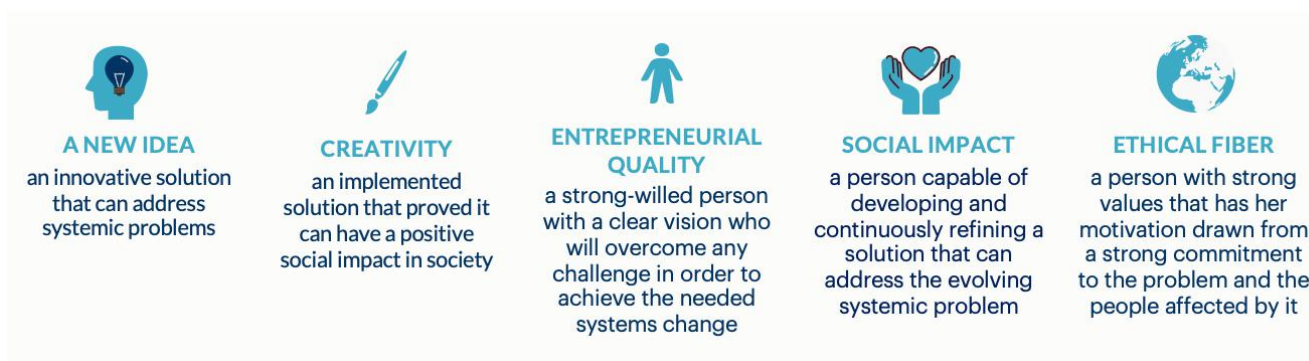 A NEW IDEA
an innovative solution
that can address
systemic problems
CREATIVITY
an implemented
solution that proved it
can have a positive
social impact in society
ENTREPRENEURIAL
QUALITY
a strong-willed person
with a clear vision who
will overcome any
challenge in order to
achieve the needed
systems change
SOCIAL IMPACT
a person capable of
developing and
continuously refining a
solution that can
address the evolving
systemic problem
ETHICAL FIBER
a person with strong
values that has her
motivation drawn from
a strong commitment
to the problem and the
people affected by it